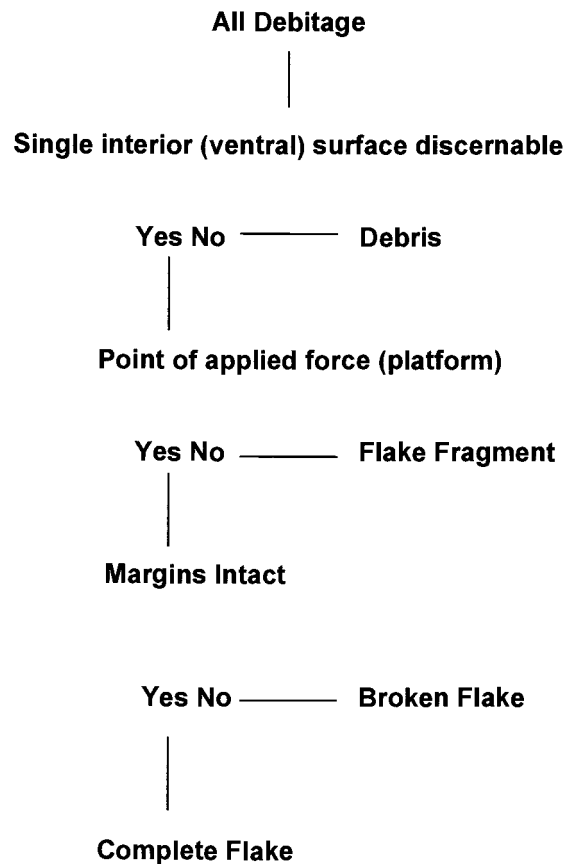 All Debitage
Single interior (ventral) surface discernable
Yes No Debris
Point of applied force (platform)
Yes No Flake Fragment
Margins Intact
Yes No Broken Flake
Complete Flake